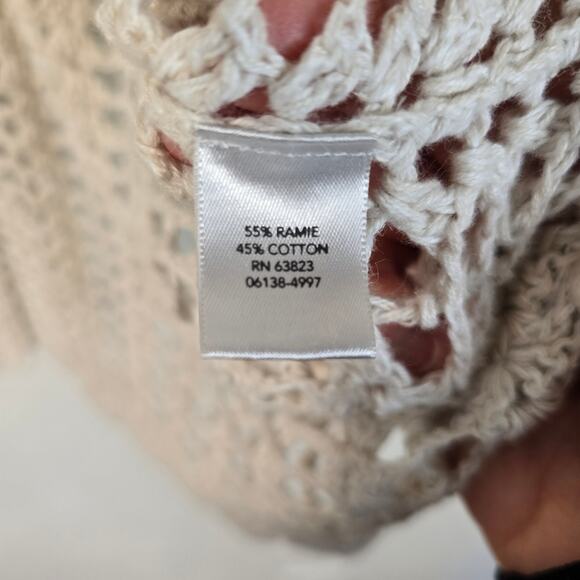 55% RAMIE
45% COTTON
RN 63823
06138-4997